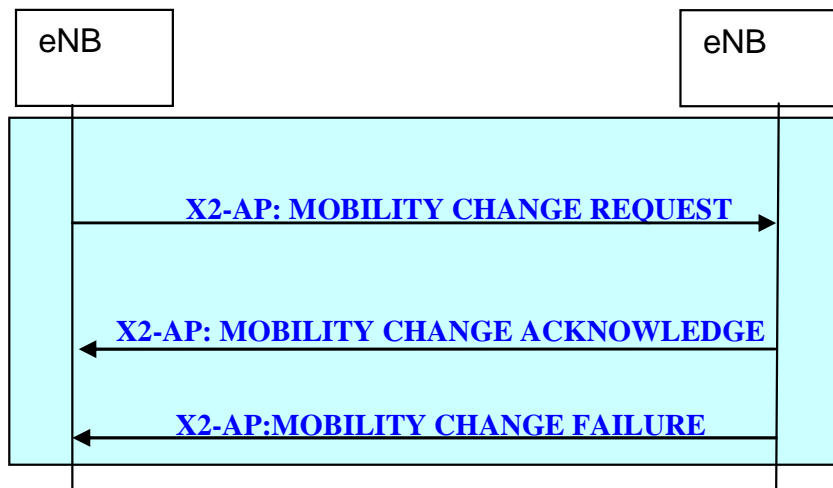 eNB
eNB
X2-AP: MOBILITY CHANGE REQUEST
X2-AP: MOBILITY CHANGE ACKNOWLEDGE
X2-AP:MOBILITY CHANGE FAILURE